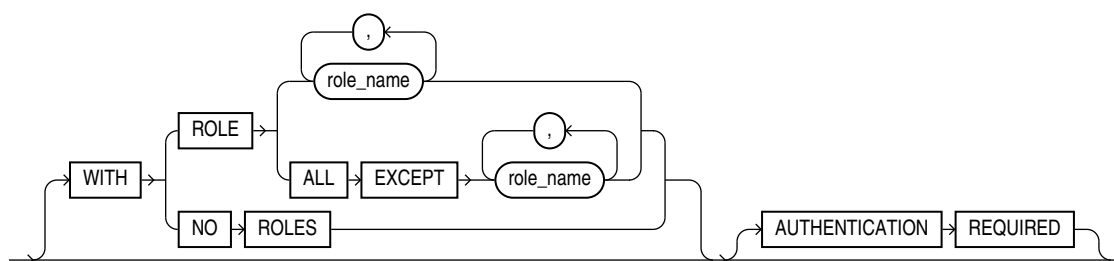 ,
role_name
ROLE
,
WITH
ALL EXCEPT role_name
NO ROLES
AUTHENTICATION REQUIRED